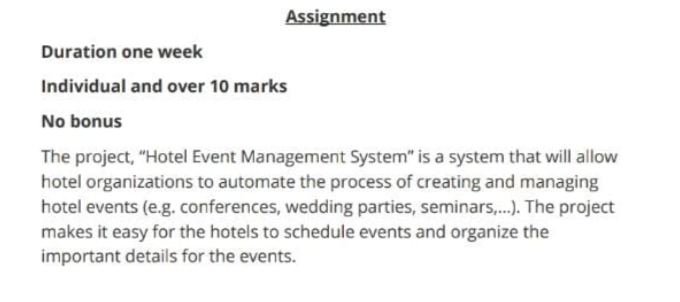 Assignment
Duration one week
Individual and over 10 marks
No bonus
The project, “Hotel Event Management System” is a system that will allow
hotel organizations to automate the process of creating and managing
hotel events (e.g. conferences, wedding parties, seminars,...). The project
makes it easy for the hotels to schedule events and organize the
important details for the events.